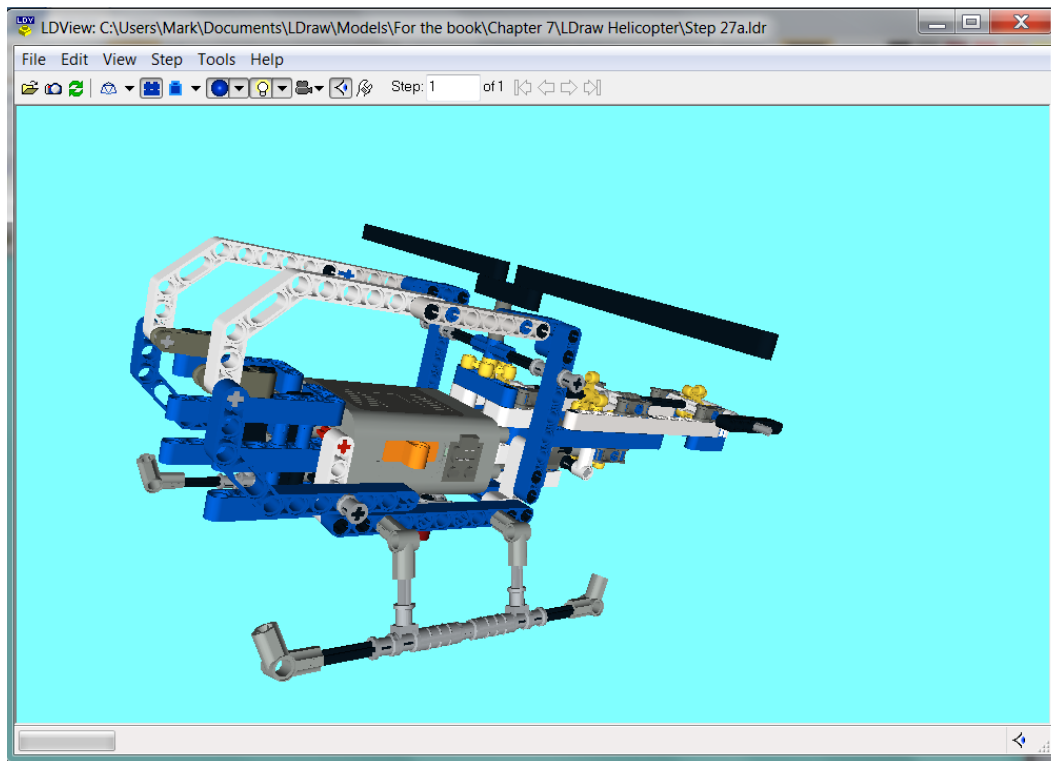 LDV LDView: C:\Users\Mark\Documents\LDraw\Models\For the book\Chapter 7\LDraw Helicopter\Step 27a.ldr
File Edit View Step Tools Help
Step: 1 of 1